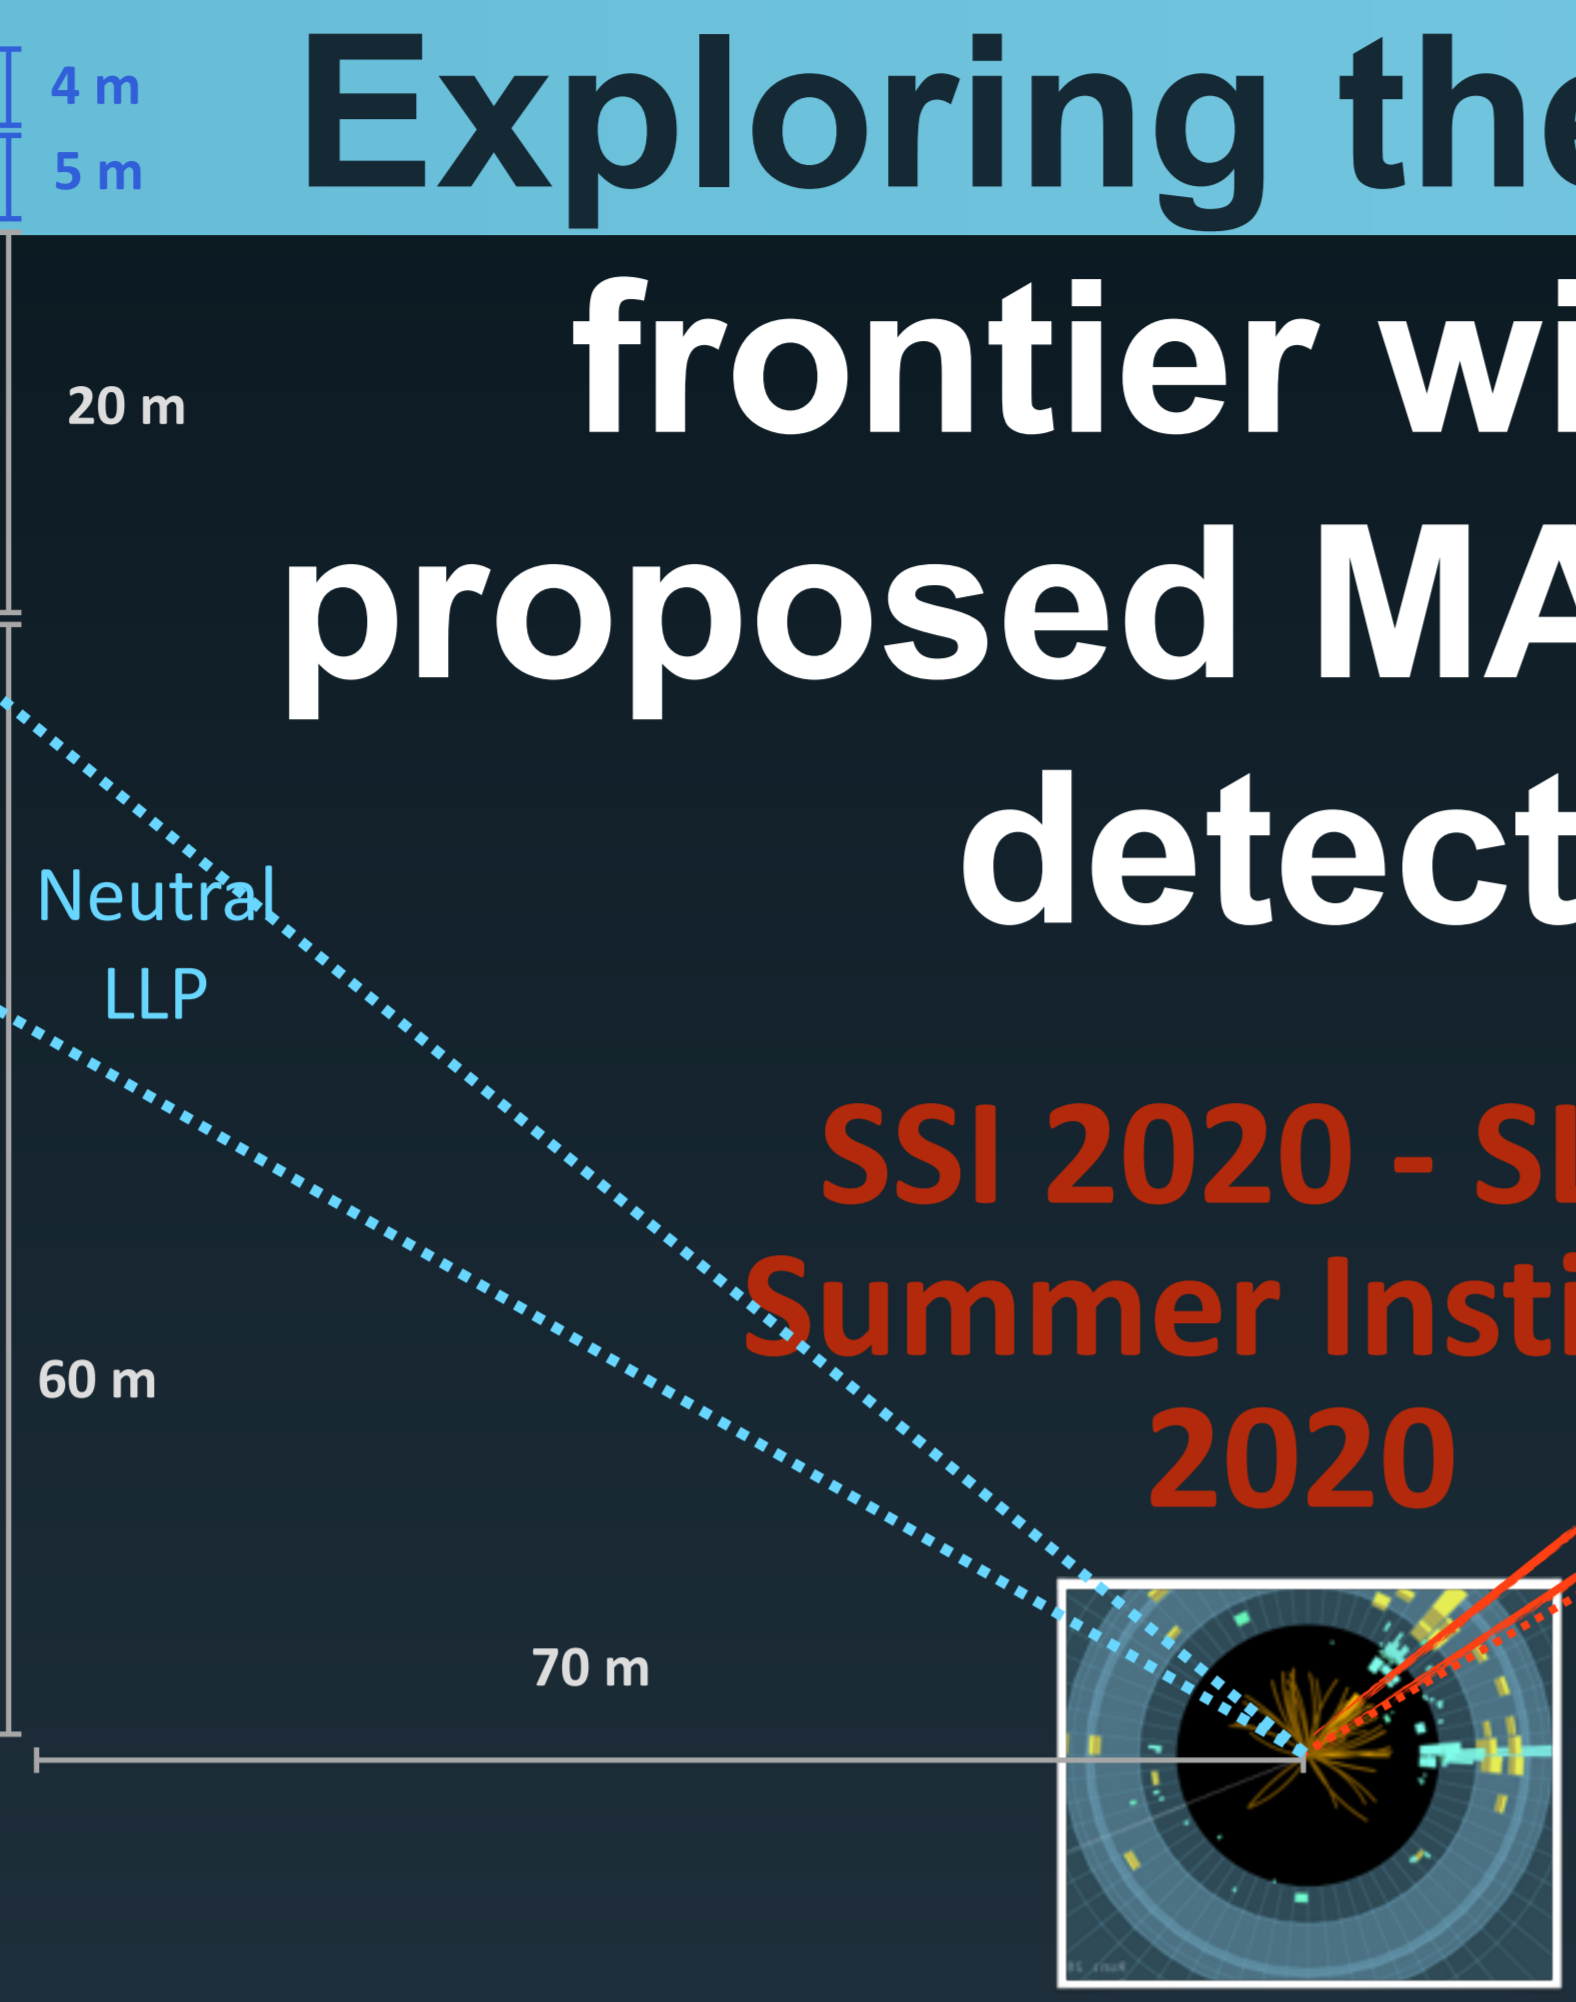 4 m
5 m
Exploring the
frontier wi
20 m
proposed MA
detect
Neutral
LLP
SSI 2020 - SL
Summer Insti
60 m
2020
70 m